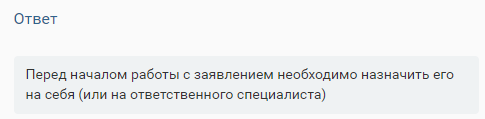 Ответ
Перед началом работы с заявлением необходимо назначить его
на себя (или на ответственного специалиста)